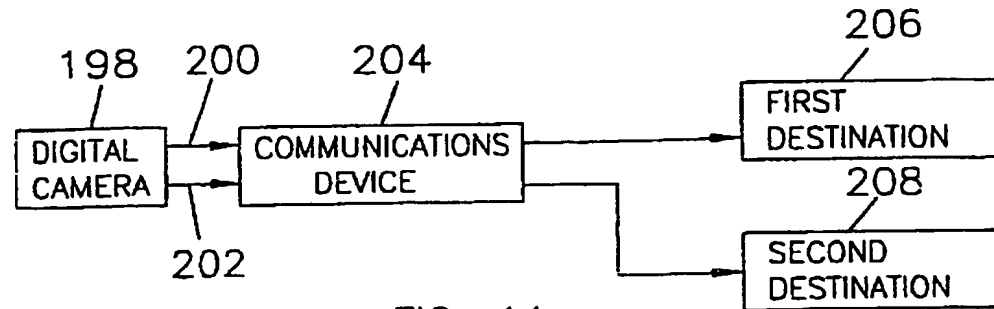 206
198 200 204
FIRST
DESTINATION
DIGITAL
CAMERA
COMMUNICATIONS
DEVICE
208
202
SECOND
DESTINATION